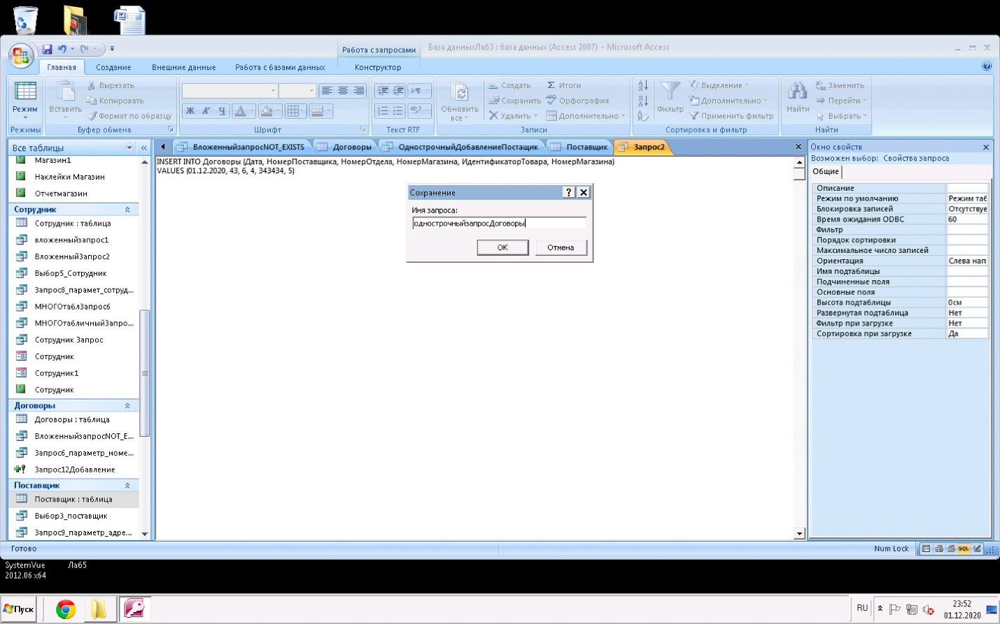 База данныхЛаб3 : база данных (Access 2007) - Microsoft Access
Работа с запросами
Главная
Создание
Внешние данные
Работа с базами данных
Конструктор
Режим
Режимы
Вставить
Вырезать
Копировать
Формат по образцу
Буфер обмена
Ж К Ч
Шрифт
Текст RTF
Обновить все
Создать
Сохранить
Удалить
Итоги
Орфография
Дополнительно
Записи
Фильтр
Выделение
Дополнительно
Применить фильтр
Сортировка и фильтр
Найти
Заменить
Перейти
Выбрать
Найти
Все таблицы
ВложенныйзапросNOT_EXISTS
Договоры
ОднострочныйДобавлениеПостащик
Поставщик
Запрос2
Магазин1
Наклейки Магазин
Отчетмагазин
Сотрудник
Сотрудник : таблица
вложенныйзапрос1
ВложенныйЗапрос2
Выбор5_Сотрудник
Запрос8_парамет_сотруд...
МНОГОтаблЗапрос6
МНОГОтабличныйЗапро...
Сотрудник Запрос
Сотрудник
Сотрудник1
Сотрудник
Договоры
Договоры : таблица
ВложенныйзапросNOT_E...
Запрос6_параметр_номе...
Запрос12Добавление
Поставщик
Поставщик : таблица
Выбор3_поставщик
Запрос9_параметр_адре...
INSERT INTO Договоры (Дата, НомерПоставщика, НомерОтдела, НомерМагазина, ИдентификаторТовара, НомерМагазина)
VALUES (01.12.2020, 43, 6, 4, 343434, 5)
Сохранение
Имя запроса:
однострочныйзапросДоговоры
ОК
Отмена
Окно свойств
Возможен выбор: Свойства запроса
Общие
Описание
Режим по умолчанию Режим таб
Блокировка записей Отсутствуе
Время ожидания ODBC 60
Фильтр
Порядок сортировки
Максимальное число записей
Ориентация Слева нап
Имя подтаблицы
Подчиненные поля
Основные поля
Высота подтаблицы 0см
Развернутая подтаблица Нет
Фильтр при загрузке Нет
Сортировка при загрузке Да
Готово
Num Lock
SQL
SystemVue 2012.06 x64
Лаб5
Пуск
RU
23:52
01.12.2020